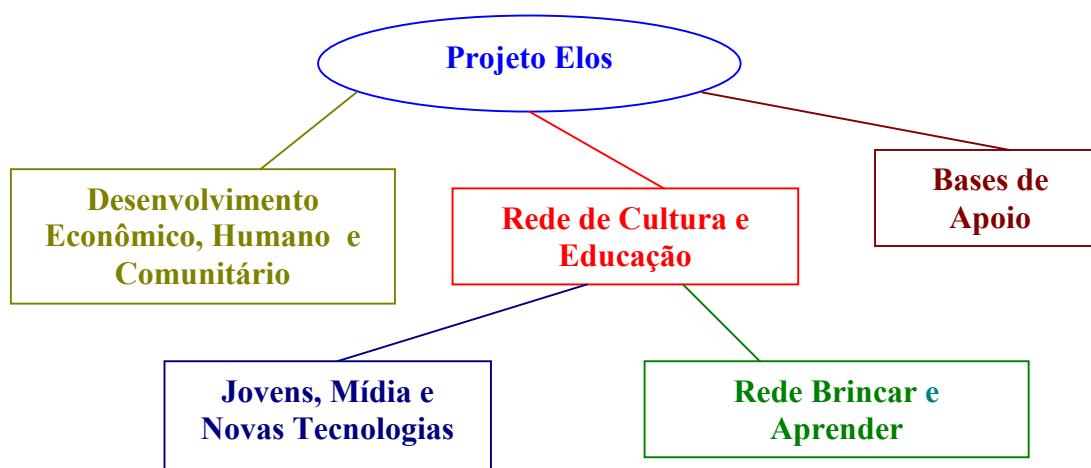 Projeto Elos
Desenvolvimento
Econômico, Humano e
Comunitário
Rede de Cultura e
Educação
Bases de
Apoio
Jovens, Mídia e
Novas Tecnologias
Rede Brincar e
Aprender